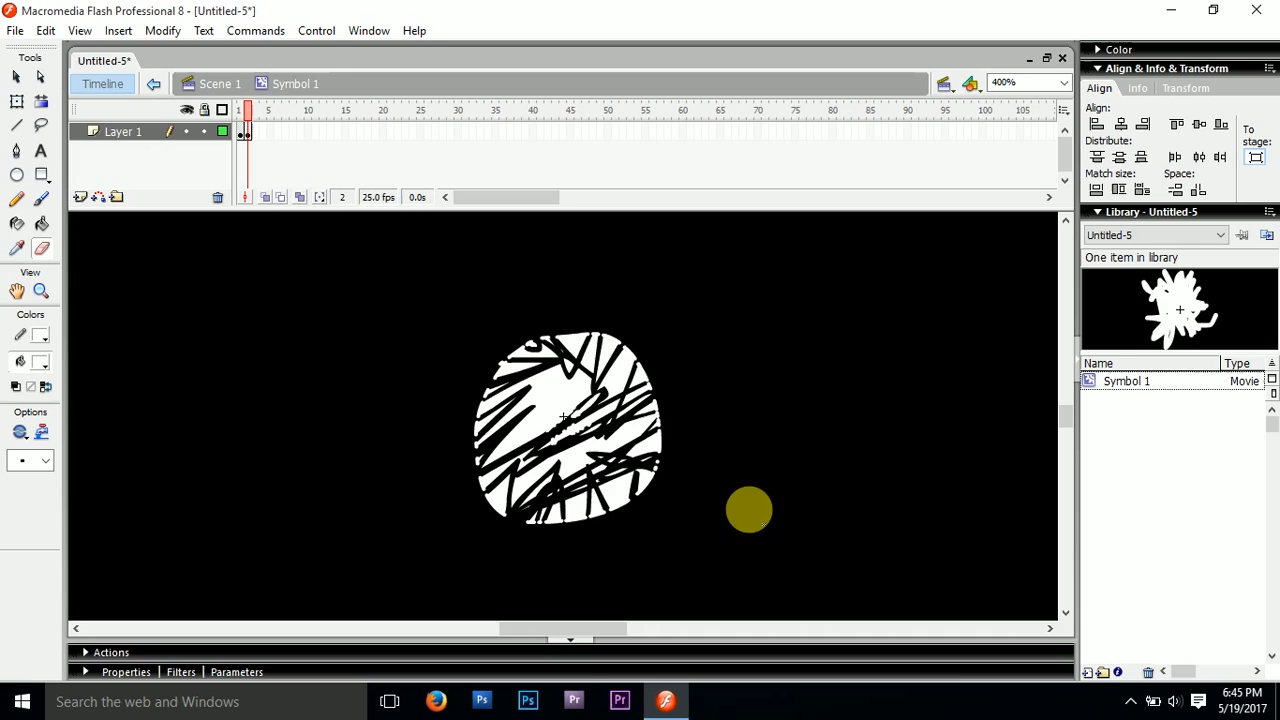 Macromedia Flash Professional 8 - [Untitled-5*]
File Edit View Insert Modify Text Commands Control Window Help
Tools
Untitled-5*
Timeline
Scene 1
Symbol 1
400%
1 5 10 15 20 25 30 35 40 45 50 55 60 65 70 75 80 85 90 95 100 105
Layer 1
2 25.0 fps 0.0s
View
Colors
Options
Color
Align & Info & Transform
Align Info Transform
Align:
To stage:
Distribute:
Match size: Space:
Library - Untitled-5
Untitled-5
One item in library
Name Type
Symbol 1 Movie
Actions
Properties Filters Parameters
Search the web and Windows
Ps Ps Pr Pr
6:45 PM
5/19/2017